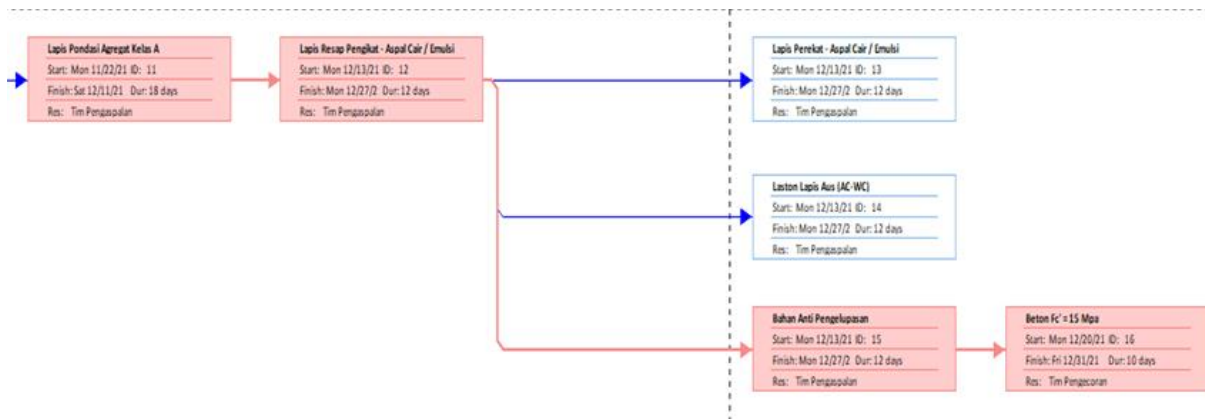 Lapis Pondasi Agregat Kelas A
Start: Mon 11/22/21 ID: 11
Finish: Sat 12/11/21 Dur: 18 days
Res: Tim Pengaspalan
Lapis Resap Pengikat - Aspal Cair / Emulsi
Start: Mon 12/13/21 ID: 12
Finish: Mon 12/27/2 Dur: 12 days
Res: Tim Pengaspalan
Lapis Perekat - Aspal Cair / Emulsi
Start: Mon 12/13/21 ID: 13
Finish: Mon 12/27/2 Dur: 12 days
Res: Tim Pengaspalan
Laston Lapis Aus (AC-WC)
Start: Mon 12/13/21 ID: 14
Finish: Mon 12/27/2 Dur: 12 days
Res: Tim Pengaspalan
Bahan Anti Pengelupasan
Start: Mon 12/13/21 ID: 15
Finish: Mon 12/27/2 Dur: 12 days
Res: Tim Pengaspalan
Beton Fc' = 15 Mpa
Start: Mon 12/20/21 ID: 16
Finish: Fri 12/31/21 Dur: 10 days
Res: Tim Pengecoran